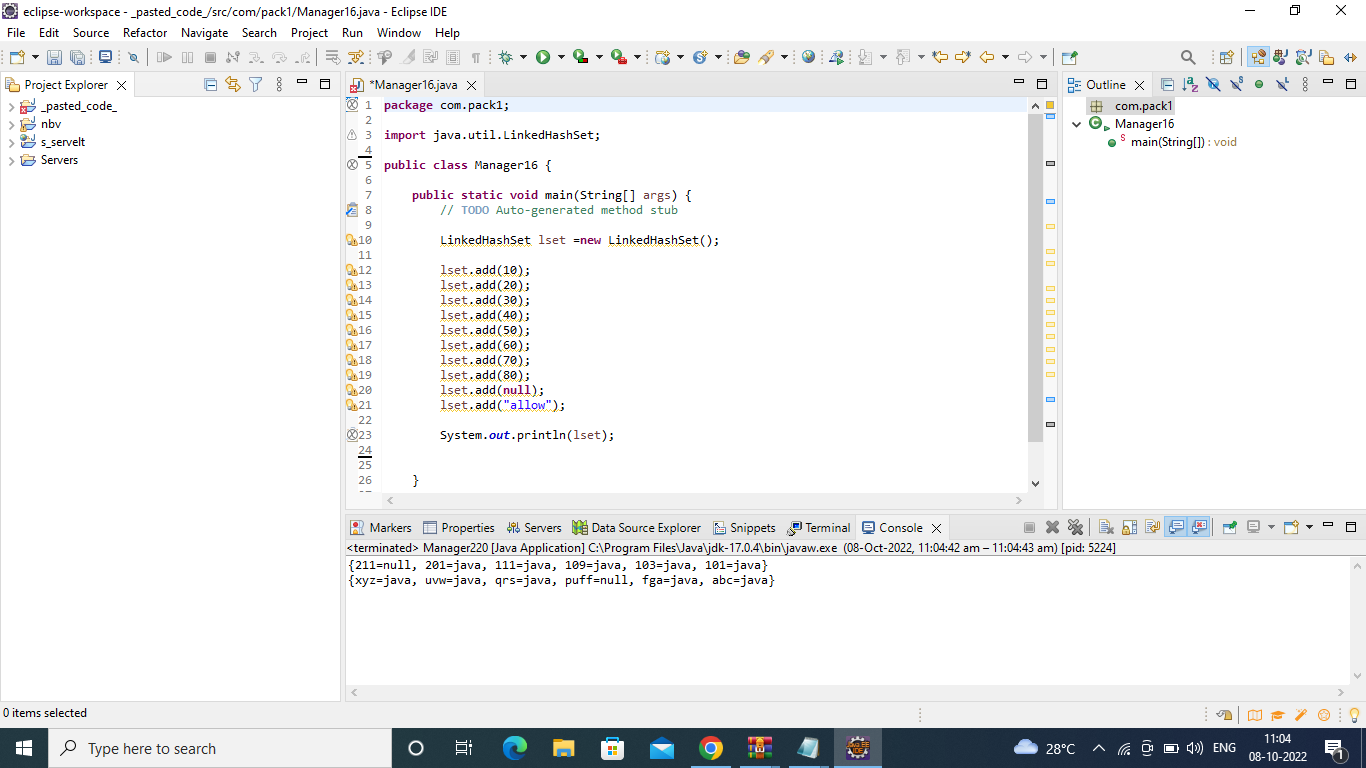 eclipse-workspace - _pasted_code_/src/com/pack1/Manager16.java - Eclipse IDE
File Edit Source Refactor Navigate Search Project Run Window Help
Project Explorer
_pasted_code_
nbv
s_servelt
Servers
*Manager16.java
1 package com.pack1;
2
3 import java.util.LinkedHashSet;
4
5 public class Manager16 {
6
7 public static void main(String[] args) {
8 // TODO Auto-generated method stub
9
10 LinkedHashSet lset =new LinkedHashSet();
11
12 lset.add(10);
13 lset.add(20);
14 lset.add(30);
15 lset.add(40);
16 lset.add(50);
17 lset.add(60);
18 lset.add(70);
19 lset.add(80);
20 lset.add(null);
21 lset.add("allow");
22
23 System.out.println(lset);
24
25
26 }
Outline
com.pack1
Manager16
main(String[]) : void
Markers Properties Servers Data Source Explorer Snippets Terminal Console
<terminated> Manager220 [Java Application] C:\Program Files\Java\jdk-17.0.4\bin\javaw.exe (08-Oct-2022, 11:04:42 am – 11:04:43 am) [pid: 5224]
{211=null, 201=java, 111=java, 109=java, 103=java, 101=java}
{xyz=java, uvw=java, qrs=java, puff=null, fga=java, abc=java}
0 items selected
Type here to search
28°C
ENG
11:04
08-10-2022
1